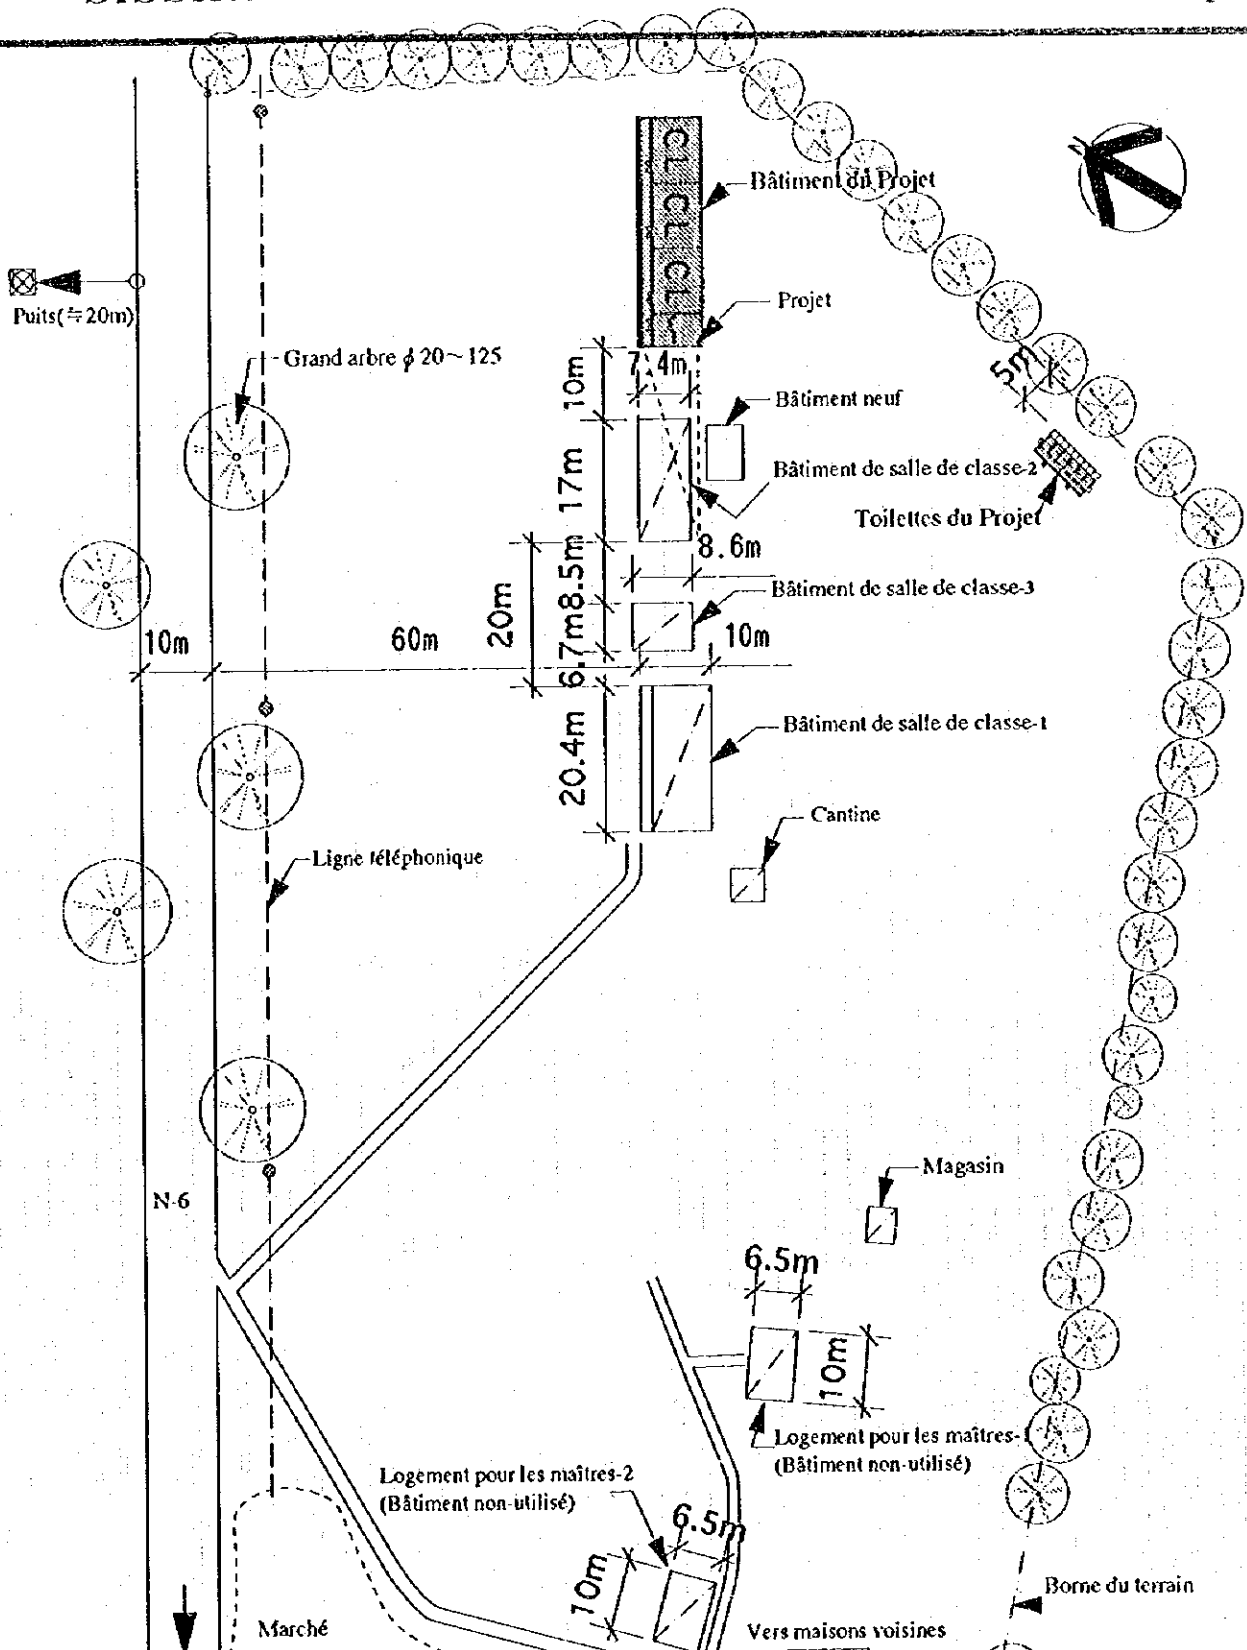 N
CL
CL
CL
Bâtiment du Projet
Puits(≒20m)
Projet
Grand arbre ϕ 20~125
7.4m
10m
5m
Bâtiment neuf
17m
Bâtiment de salle de classe-2
Toilettes du Projet
8.6m
8.5m
20m
Bâtiment de salle de classe-3
10m
60m
6.7m
10m
20.4m
Bâtiment de salle de classe-1
Cantine
Ligne téléphonique
Magasin
N-6
6.5m
10m
Logement pour les maîtres-1
(Bâtiment non-utilisé)
Logement pour les maîtres-2
(Bâtiment non-utilisé)
6.5m
10m
Borne du terrain
Marché
Vers maisons voisines